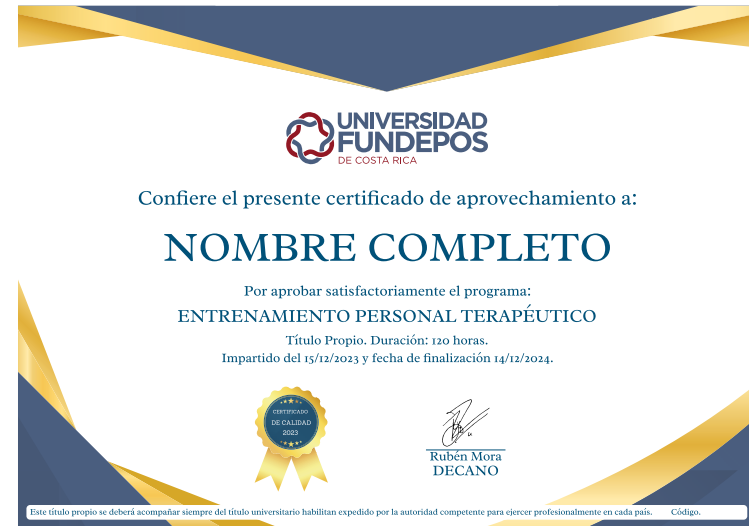 UNIVERSIDAD
FUNDEPOS
DE COSTA RICA
Confiere el presente certificado de aprovechamiento a:
NOMBRE COMPLETO
Por aprobar satisfactoriamente el programa:
ENTRENAMIENTO PERSONAL TERAPÉUTICO
Título Propio. Duración: 120 horas.
Impartido del 15/12/2023 y fecha de finalización 14/12/2024.
CERTIFICADO
DE CALIDAD
2023
Rubén Mora
DECANO
Este título propio se deberá acompañar siempre del título universitario habilitan expedido por la autoridad competente para ejercer profesionalmente en cada país. Código.